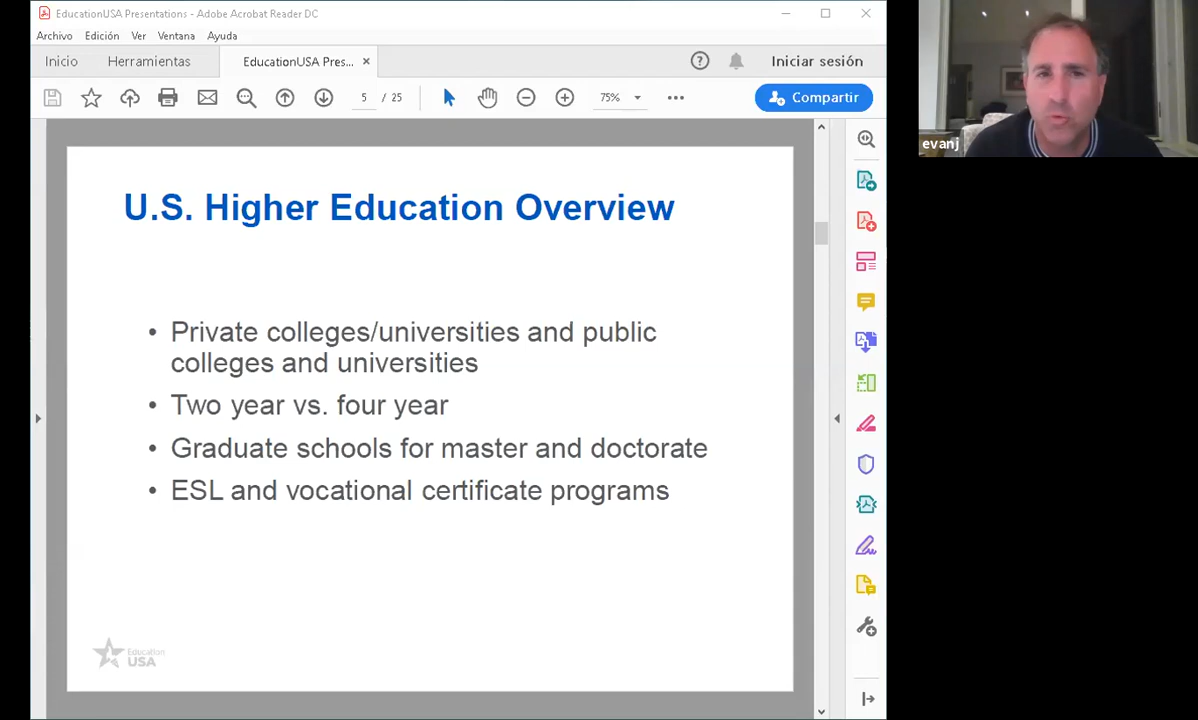 EducationUSA Presentations - Adobe Acrobat Reader DC
Archivo Edición Ver Ventana Ayuda
Inicio Herramientas EducationUSA Pres... × Iniciar sesión
5 / 25 75% Compartir
evanj
U.S. Higher Education Overview
• Private colleges/universities and public
colleges and universities
• Two year vs. four year
• Graduate schools for master and doctorate
• ESL and vocational certificate programs
Education
USA